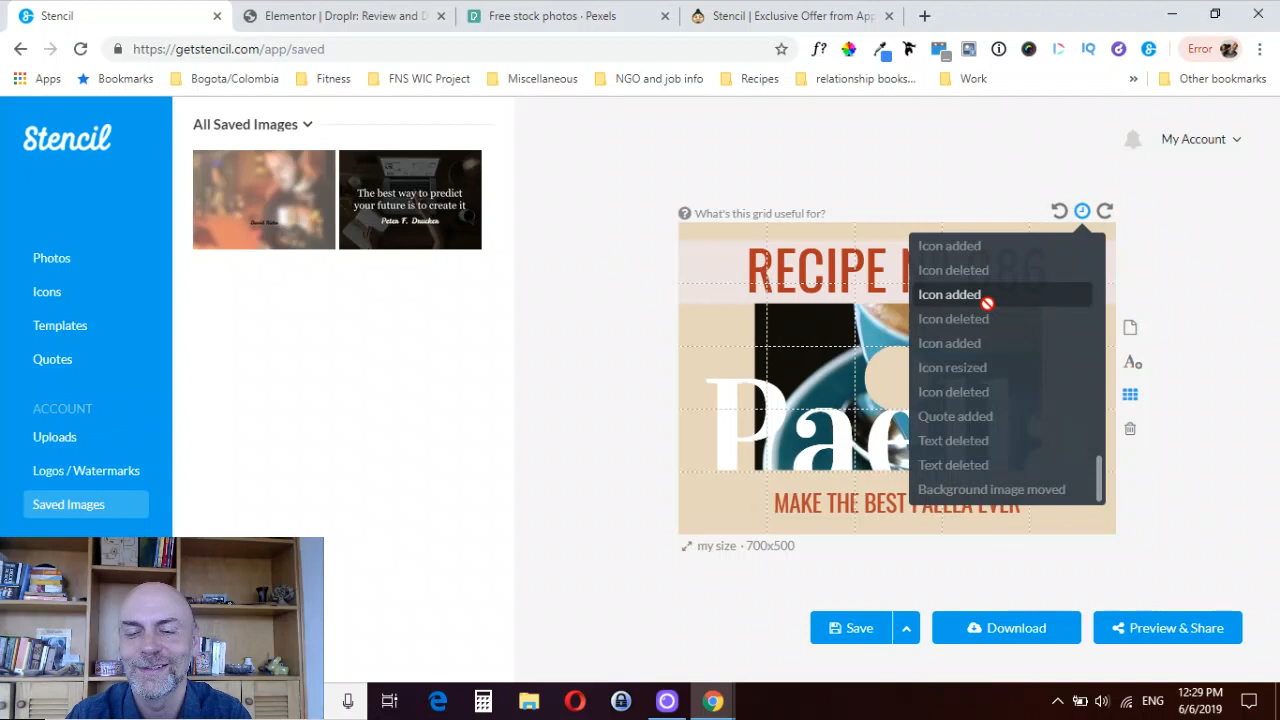 Stencil
Elementor | Droplr: Review and D
Free stock photos · Pexels
Stencil | Exclusive Offer from App
https://getstencil.com/app/saved
Error
Apps
Bookmarks
Bogota/Colombia
Fitness
FNS WIC Project
Miscellaneous
NGO and job info
Recipes
relationship books...
Work
Other bookmarks
Stencil
Photos
Icons
Templates
Quotes
ACCOUNT
Uploads
Logos / Watermarks
Saved Images
All Saved Images
The best way to predict
your future is to create it
Peter F. Drucker
My Account
What's this grid useful for?
RECIPE
86
Pae
MAKE THE BEST PAELLA EVER
Icon added
Icon deleted
Icon added
Icon deleted
Icon added
Icon resized
Icon deleted
Quote added
Text deleted
Text deleted
Background image moved
my size · 700x500
Save
Download
Preview & Share
ENG
12:29 PM
6/6/2019